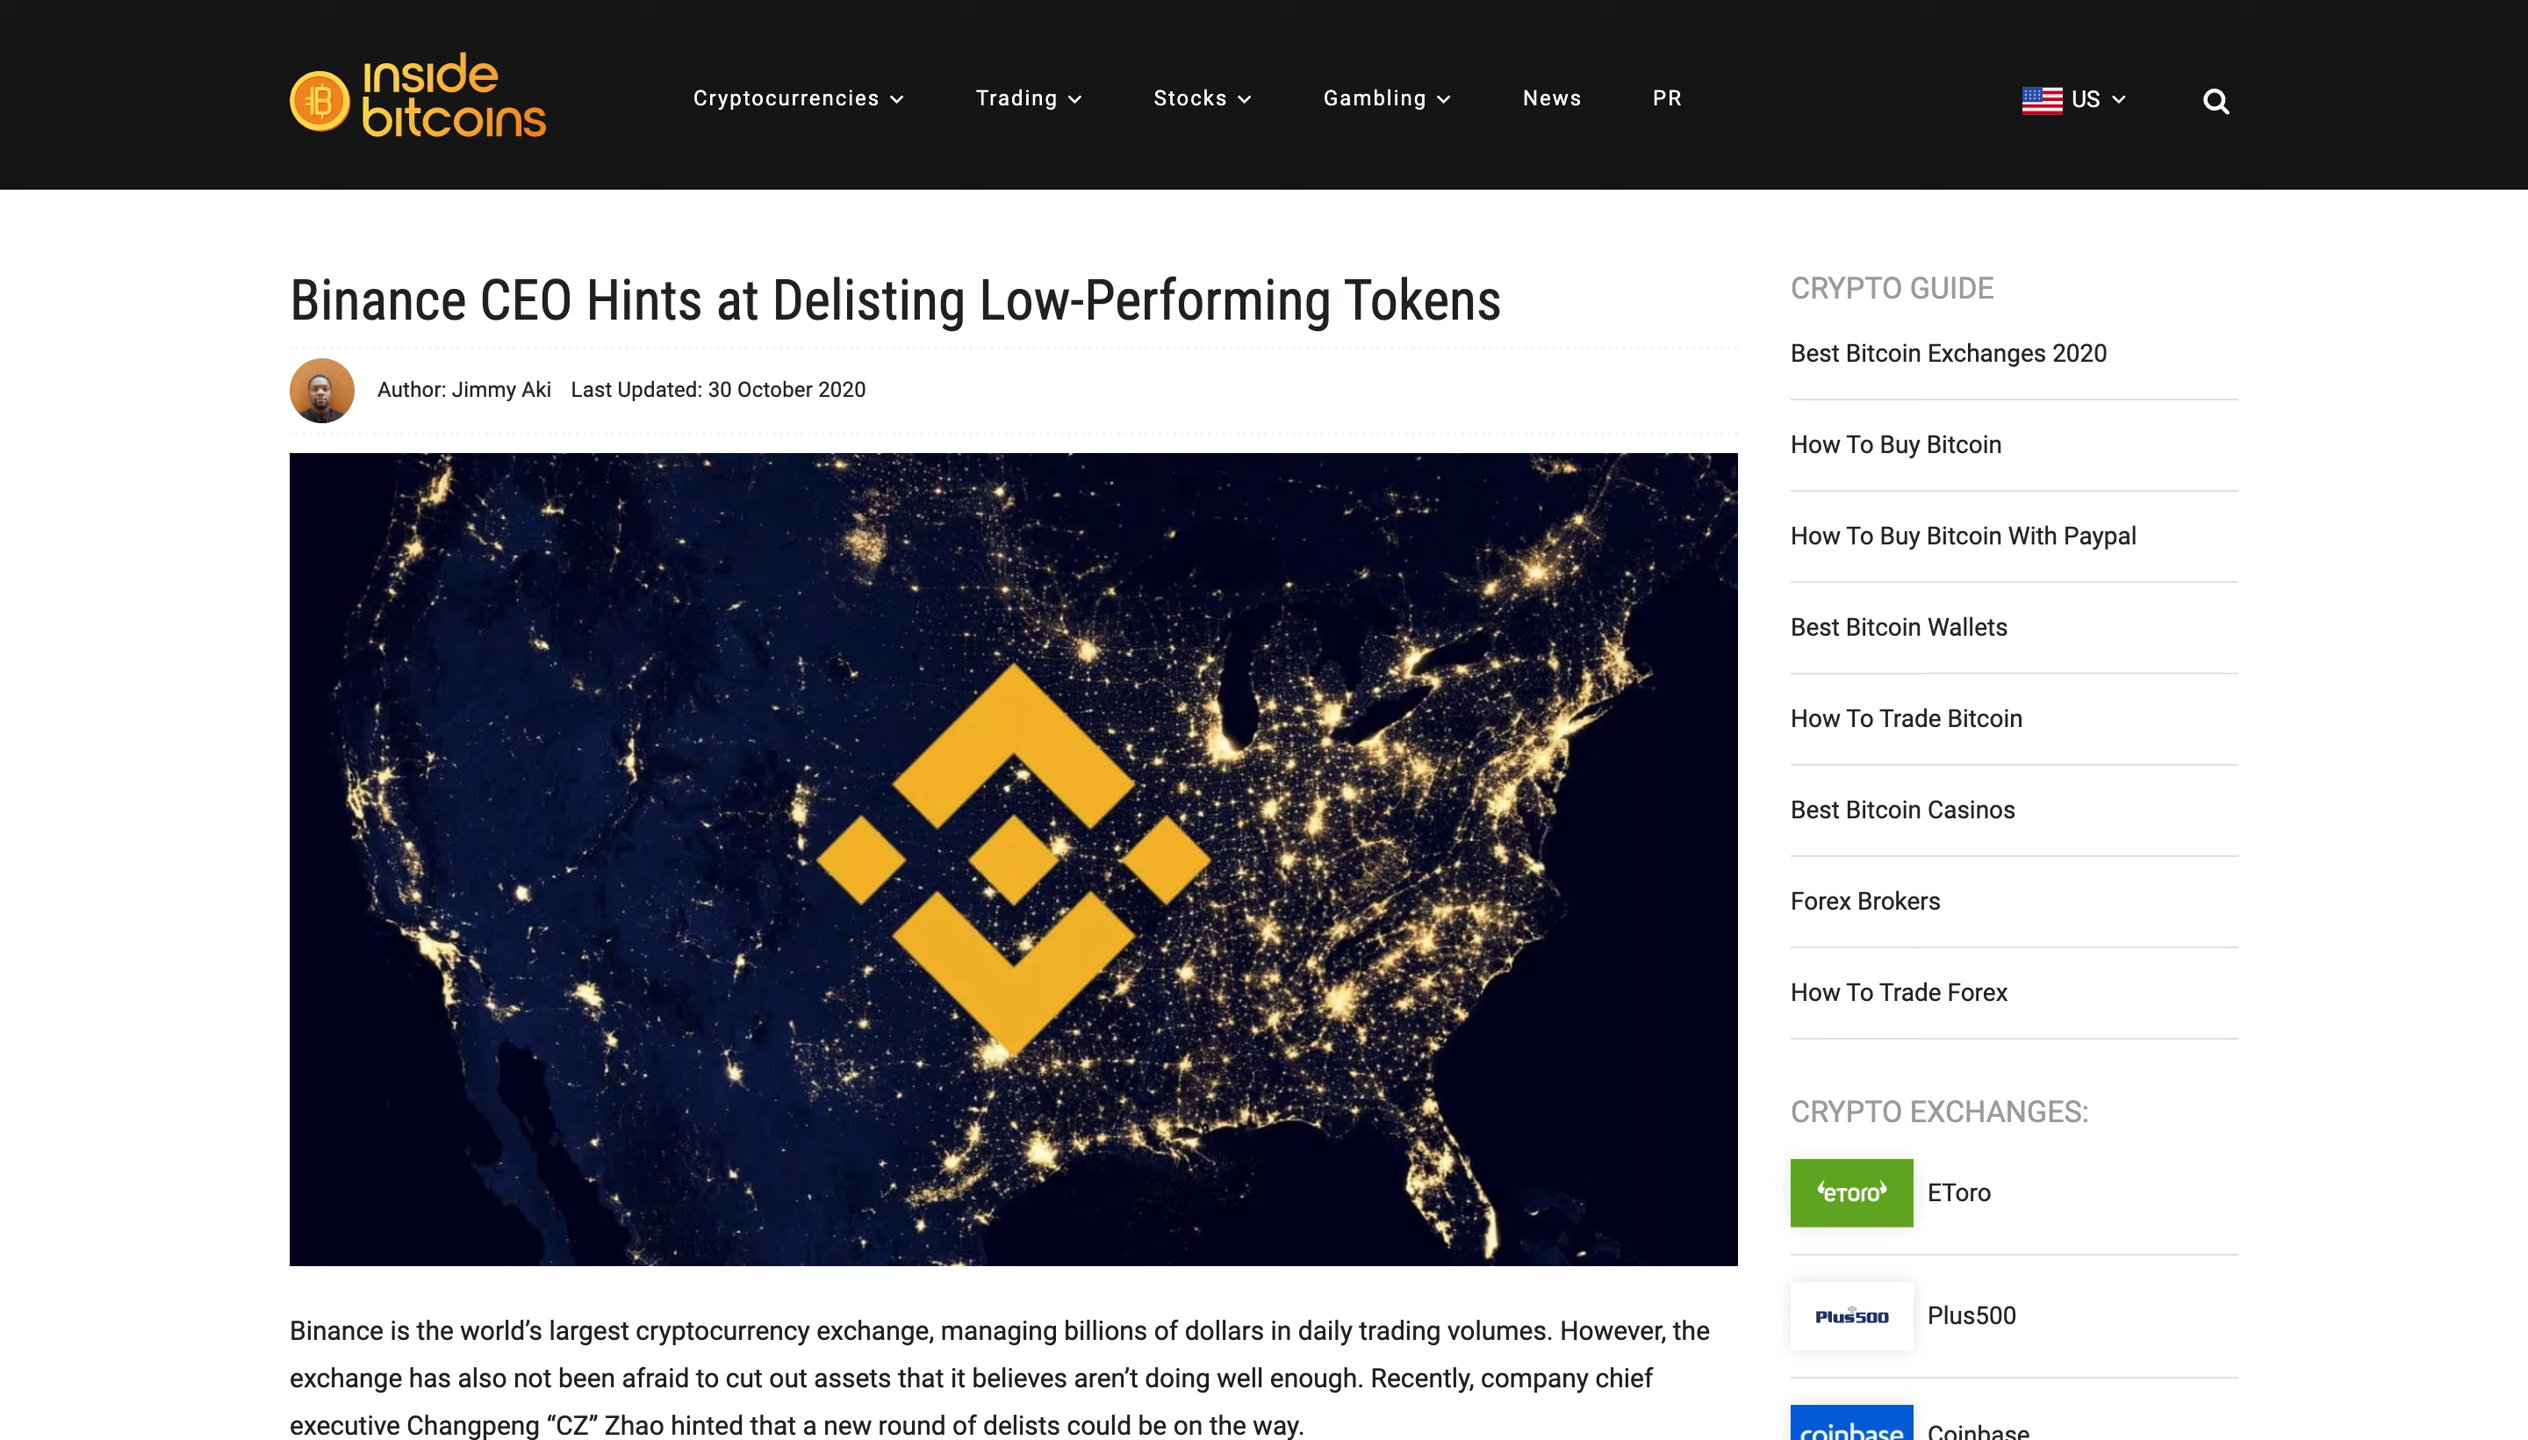 inside
bitcoins
Cryptocurrencies
Trading
Stocks
Gambling
News
PR
US
Binance CEO Hints at Delisting Low-Performing Tokens
Author: Jimmy Aki Last Updated: 30 October 2020
Binance is the world’s largest cryptocurrency exchange, managing billions of dollars in daily trading volumes. However, the
exchange has also not been afraid to cut out assets that it believes aren’t doing well enough. Recently, company chief
executive Changpeng “CZ” Zhao hinted that a new round of delists could be on the way.
CRYPTO GUIDE
Best Bitcoin Exchanges 2020
How To Buy Bitcoin
How To Buy Bitcoin With Paypal
Best Bitcoin Wallets
How To Trade Bitcoin
Best Bitcoin Casinos
Forex Brokers
How To Trade Forex
CRYPTO EXCHANGES:
eToro
EToro
Plus500
Plus500
coinbase
Coinbase